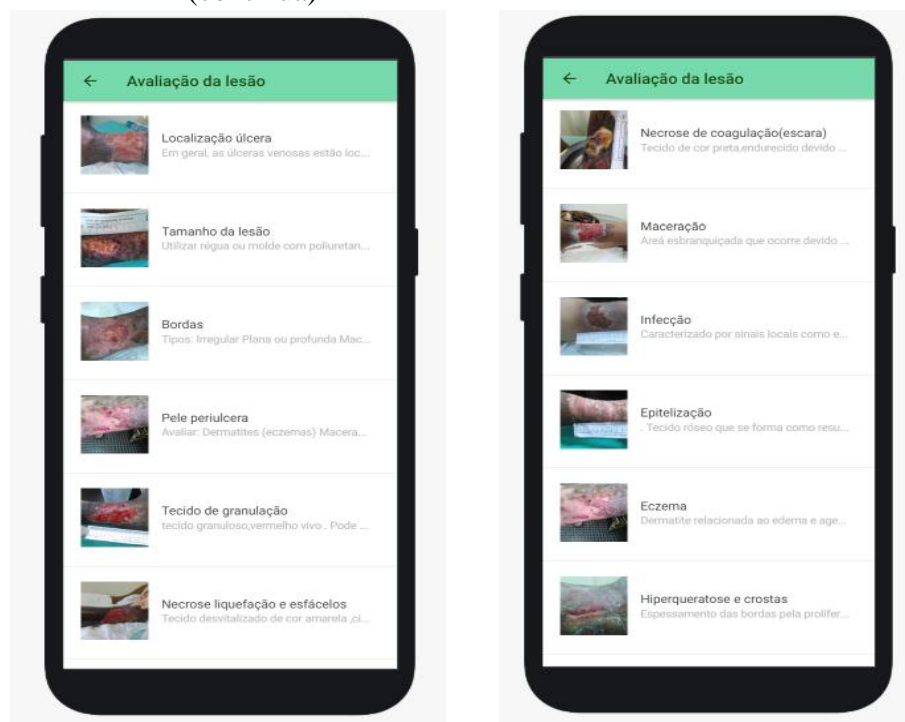 Avaliação da lesão
Localização úlcera
Em geral, as úlceras venosas estão loc...
Tamanho da lesão
Utilizar régua ou molde com poliuretan...
Bordas
Tipos: Irregular Plana ou profunda Mac...
Pele periulcera
Avaliar: Dermatites (eczemas) Macera...
Tecido de granulação
tecido granuloso,vermelho vivo . Pode ...
Necrose liquefação e esfácelos
Tecido desvitalizado de cor amarela ,ci...
Avaliação da lesão
Necrose de coagulação(escara)
Tecido de cor preta,endurecido devido ...
Maceração
Área esbranquiçada que ocorre devido ...
Infecção
Caracterizado por sinais locais como e...
Epitelização
. Tecido róseo que se forma como resu...
Eczema
Dermatite relacionada ao edema e age...
Hiperqueratose e crostas
Espessamento das bordas pela prolifer...